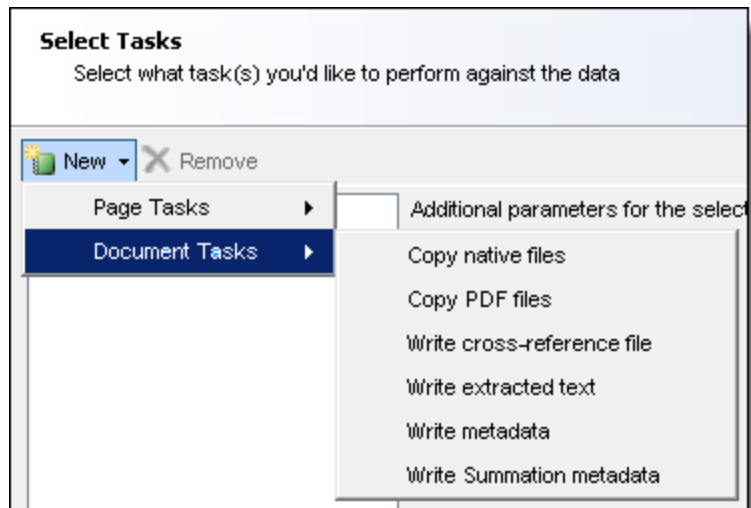 Select Tasks
Select what task(s) you'd like to perform against the data
New Remove
Page Tasks Additional parameters for the select
Document Tasks
Copy native files
Copy PDF files
Write cross-reference file
Write extracted text
Write metadata
Write Summation metadata